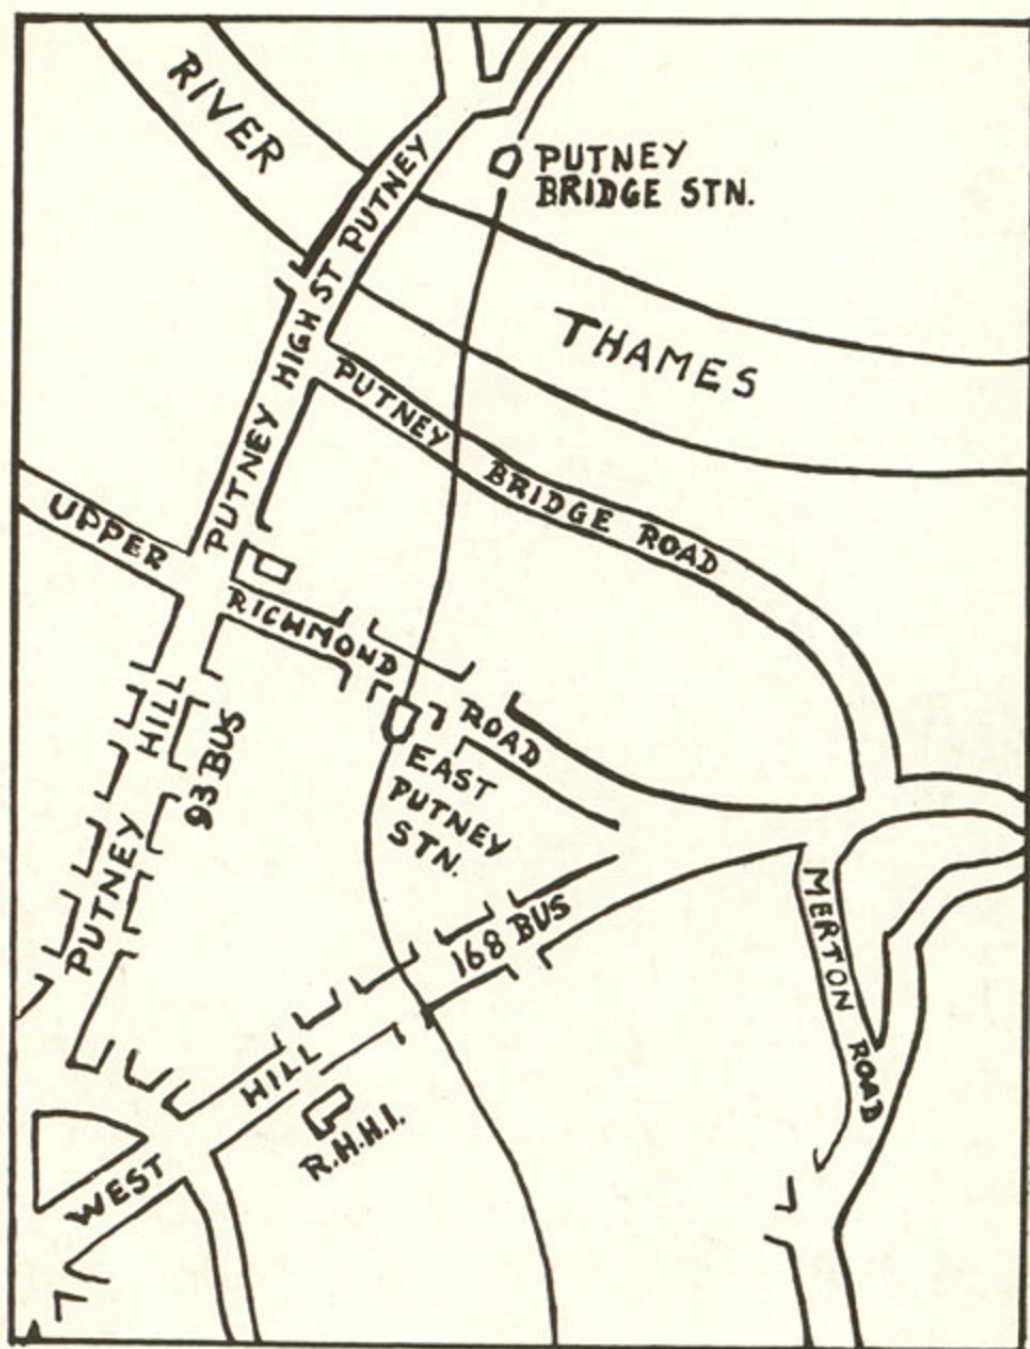 RIVER
THAMES
PUTNEY
BRIDGE STN.
PUTNEY HIGH ST PUTNEY
PUTNEY BRIDGE ROAD
UPPER RICHMOND ROAD
PUTNEY HILL
93 BUS
EAST
PUTNEY
STN.
168 BUS
MERTON ROAD
WEST HILL
R.H.H.I.